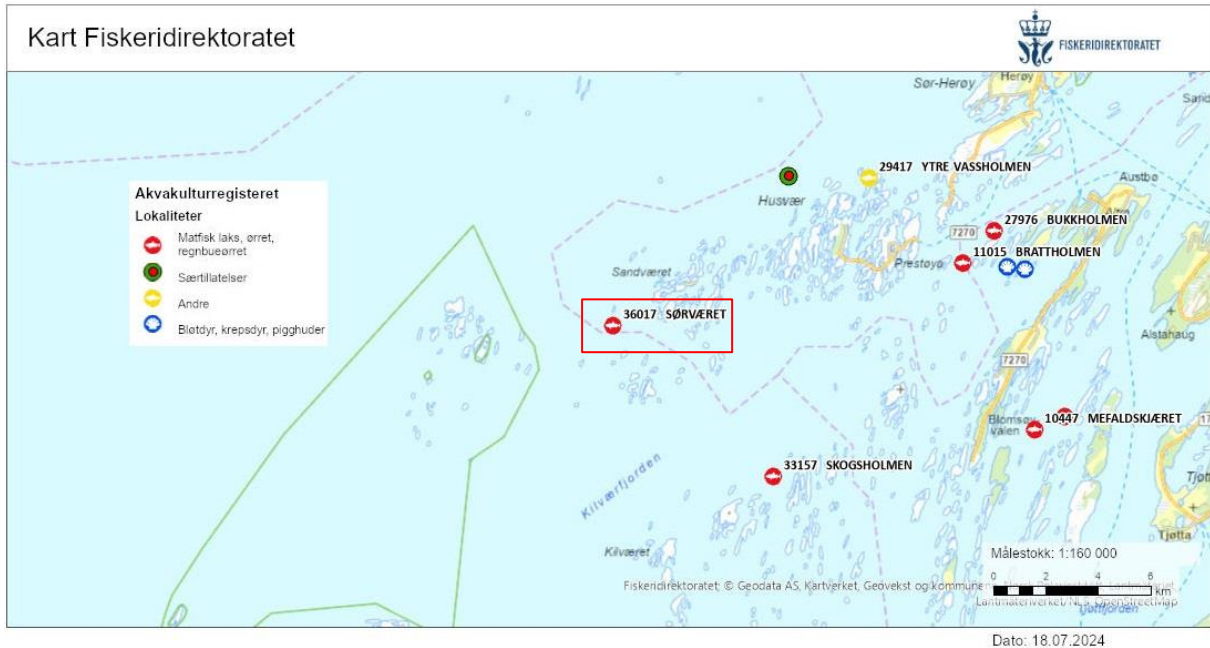 Kart Fiskeridirektoratet
FISKERIDIREKTORATET
Herøy
Sør-Herøy
29417 YTRE VASSHOLMEN
Austbø
Husvær
Akvakulturregisteret
Lokaliteter
Matfisk laks, ørret,
regnbueørret
Særtillatelser
Andre
Bløtdyr, krepsdyr, pigghuder
27976 BUKKHOLMEN
7270
11015 BRATTHOLMEN
Prestøya
Sandværet
36017 SØRVÆRET
Alstahaug
7270
10447 MEFALDSKJÆRET
33157 SKOGSHOLMEN
Kilværfjorden
Tjøtta
Kilværet
Målestokk: 1:160 000
0 2 4 6
km
Fiskeridirektoratet, © Geodata AS, Kartverket, Geovekst og kommuner
OpenStreetMap
Dato: 18.07.2024